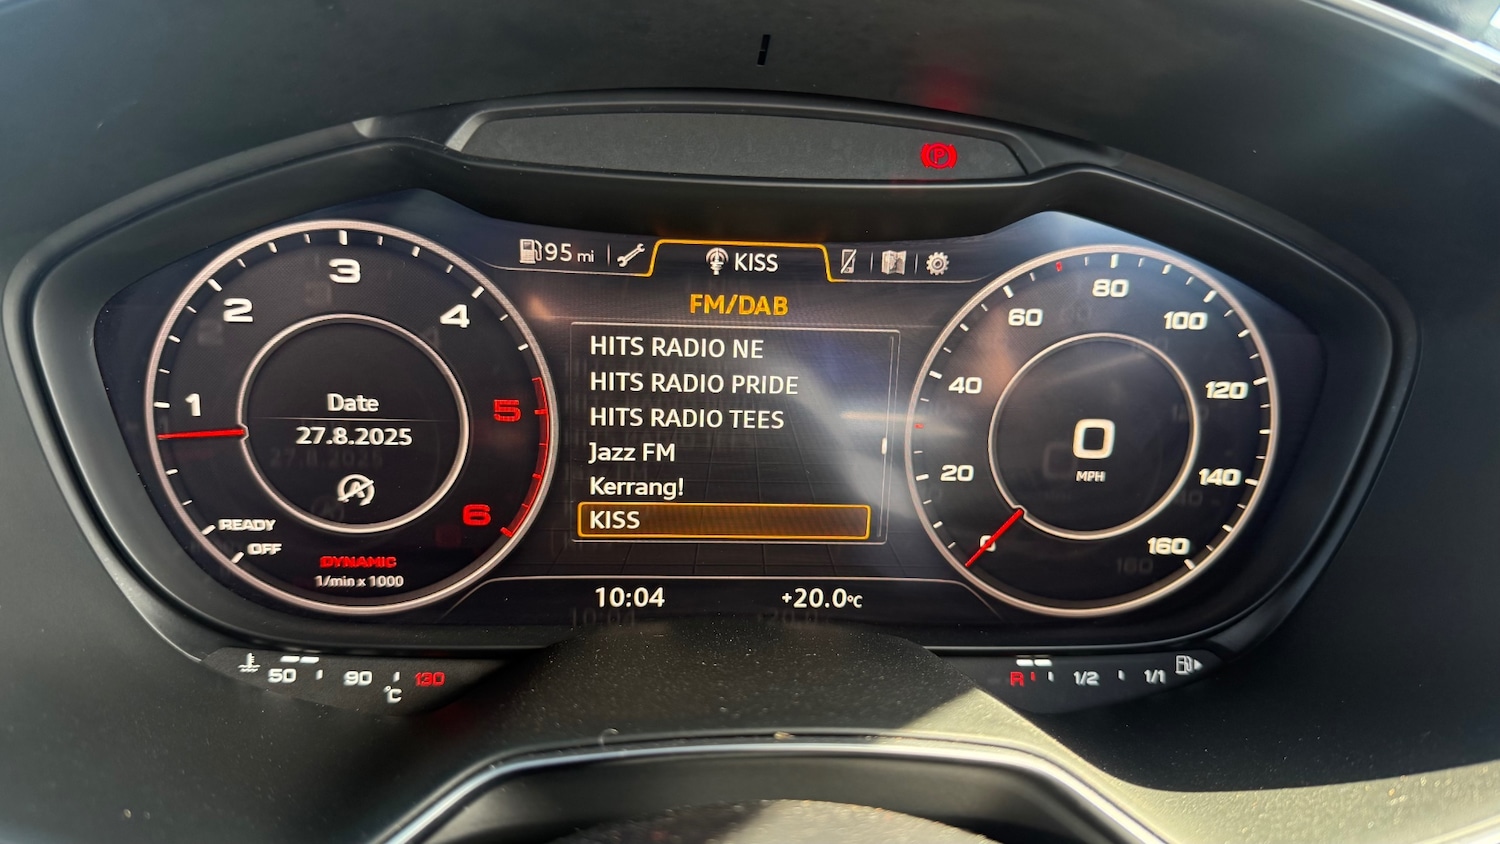 P
95 mi
KISS
FM/DAB
HITS RADIO NE
HITS RADIO PRIDE
HITS RADIO TEES
Jazz FM
Kerrang!
KISS
10:04
+20.0°C
1
2
3
4
5
6
Date
27.8.2025
A
READY
OFF
DYNAMIC
1/min x 1000
0
20
40
60
80
100
120
140
160
0
MPH
50
90
130
°C
R
1/2
1/1